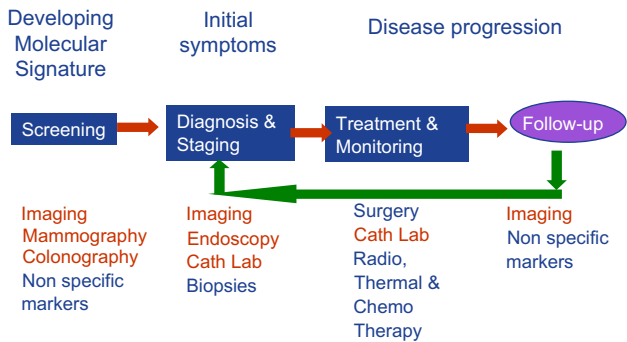 Developing
Molecular
Signature
Initial
symptoms
Disease progression
Screening
Diagnosis &
Staging
Treatment &
Monitoring
Follow-up
Imaging
Mammography
Colonography
Non specific
markers
Imaging
Endoscopy
Cath Lab
Biopsies
Surgery
Cath Lab
Radio,
Thermal &
Chemo
Therapy
Imaging
Non specific
markers